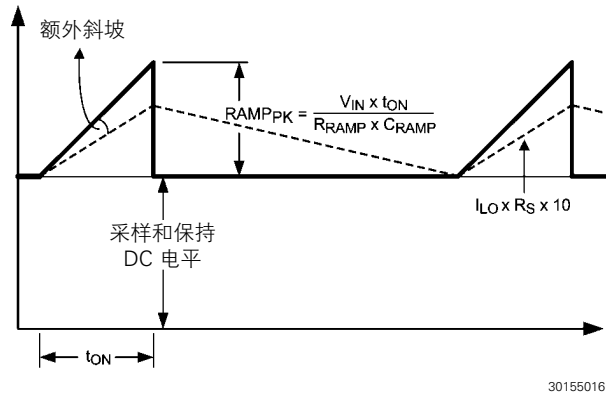 额外斜坡
RAMPPK = VIN x tON / RRAMP x CRAMP
ILO x RS x 10
采样和保持
DC 电平
tON
30155016